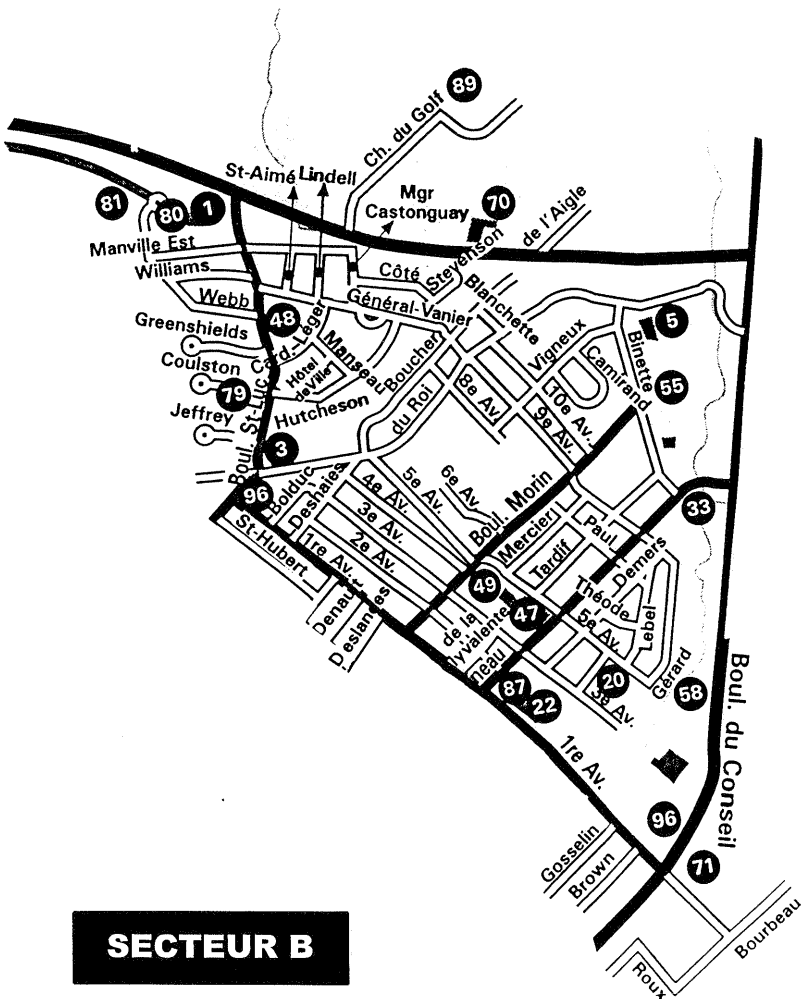 89
Ch. du Golf
St-Aimé
Lindell
Mgr
Castonguay
70
81
80
1
de l'Aigle
Manville Est
Stevenson
Williams
Côté
Blanchette
Webb
Général-Vanier
48
5
Greenshields
Card.-Léger
Vigneux
Binette
Manseau
Boucher
Camirand
Coulston
Hôtel
de Ville
8e Av.
55
79
10e Av.
Jeffrey
Boul. St-Luc
Hutcheson
du Roi
9e Av.
3
96
Bolduc
Deshaies
4e Av.
5e Av.
6e Av.
Boul. Morin
33
3e Av.
Mercier
Paul
St-Hubert
1re Av.
2e Av.
Tardif
Demers
49
47
Théode
Denau
Deslandes
de la
lyvalente
5e Av.
Lebel
neau
87
22
20
3e Av.
Gérard
58
Boul. du Conseil
1re Av.
96
Gosselin
Brown
71
Bourbeau
Roux
SECTEUR B